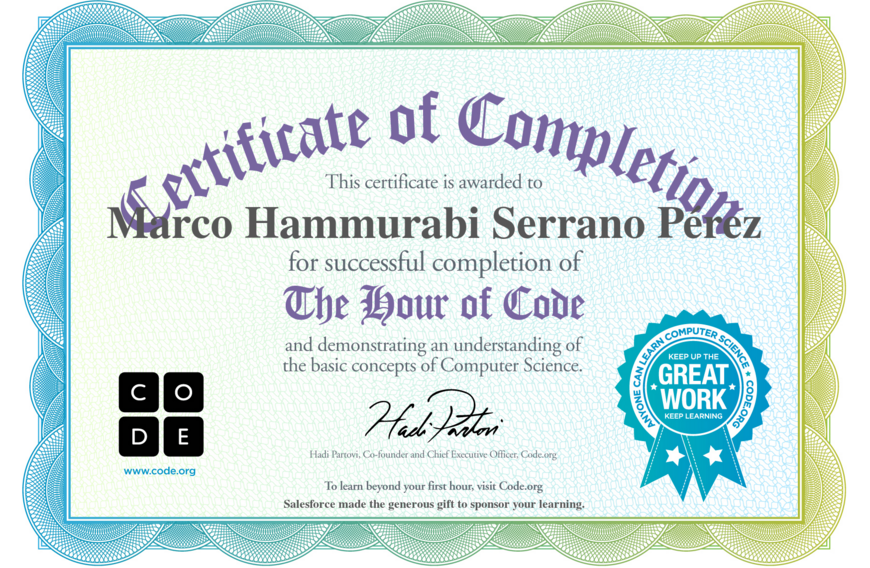 Certificate of Completion
This certificate is awarded to
Marco Hammurabi Serrano Pérez
for successful completion of
The Hour of Code
and demonstrating an understanding of
the basic concepts of Computer Science.
C O
D E
www.code.org
Hadi Partovi
Hadi Partovi, Co-founder and Chief Executive Officer, Code.org
To learn beyond your first hour, visit Code.org
Salesforce made the generous gift to sponsor your learning.
ANYONE CAN LEARN COMPUTER SCIENCE ★ CODE.ORG
KEEP UP THE
GREAT
WORK
KEEP LEARNING